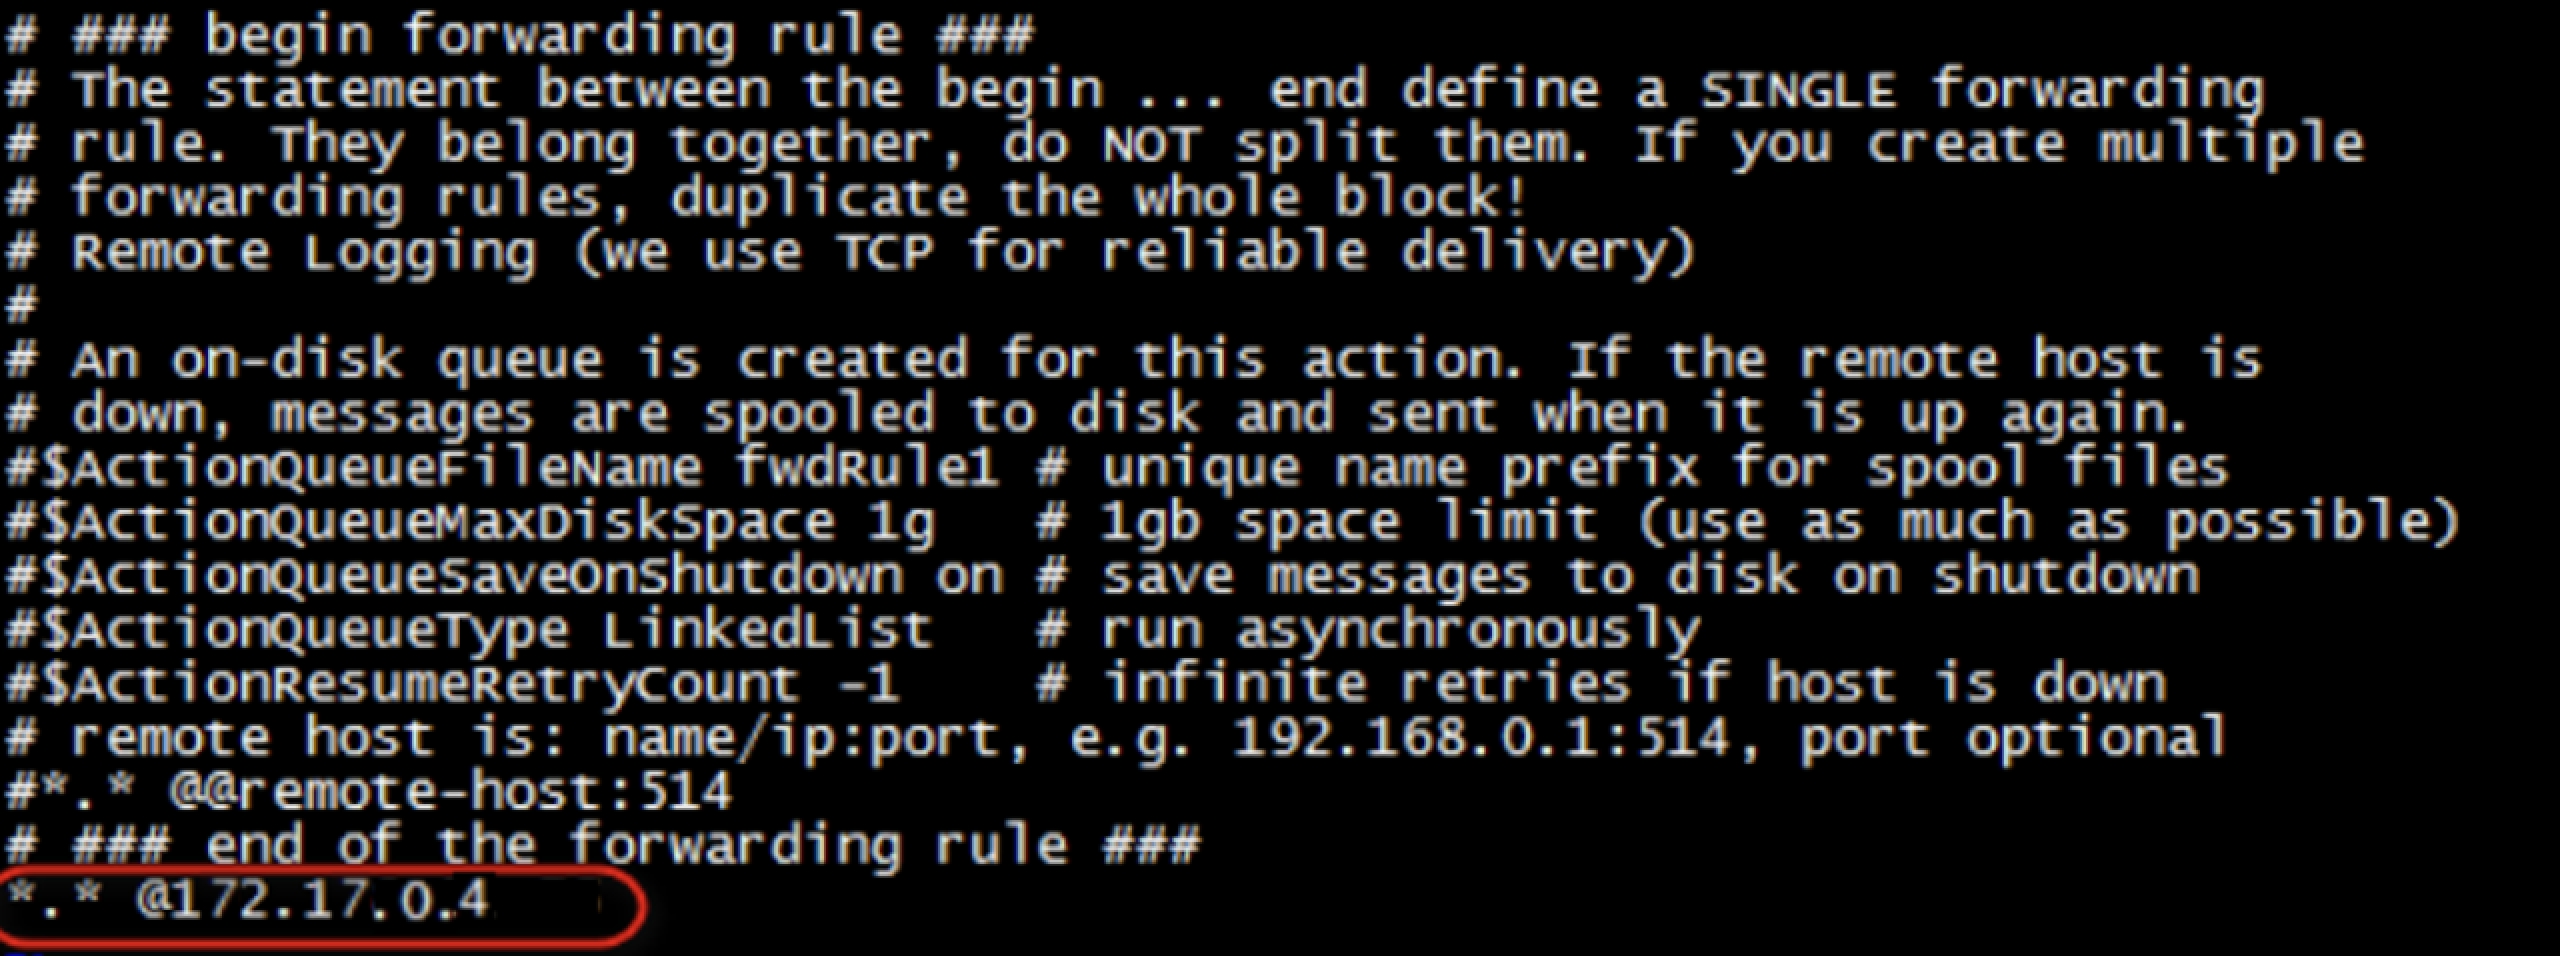 # ### begin forwarding rule ###
# The statement between the begin ... end define a SINGLE forwarding
# rule. They belong together, do NOT split them. If you create multiple
# forwarding rules, duplicate the whole block!
# Remote Logging (we use TCP for reliable delivery)
#
# An on-disk queue is created for this action. If the remote host is
# down, messages are spooled to disk and sent when it is up again.
#$ActionQueueFileName fwdRule1 # unique name prefix for spool files
#$ActionQueueMaxDiskSpace 1g   # 1gb space limit (use as much as possible)
#$ActionQueueSaveOnShutdown on # save messages to disk on shutdown
#$ActionQueueType LinkedList   # run asynchronously
#$ActionResumeRetryCount -1    # infinite retries if host is down
# remote host is: name/ip:port, e.g. 192.168.0.1:514, port optional
#*.* @@remote-host:514
# ### end of the forwarding rule ###
*.* @172.17.0.4